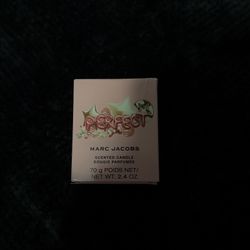 PERFECT
MARC JACOBS
SCENTED CANDLE
BOUGIE PARFUMÉE
70 g POIDS NET/
NET WT. 2.4 OZ.